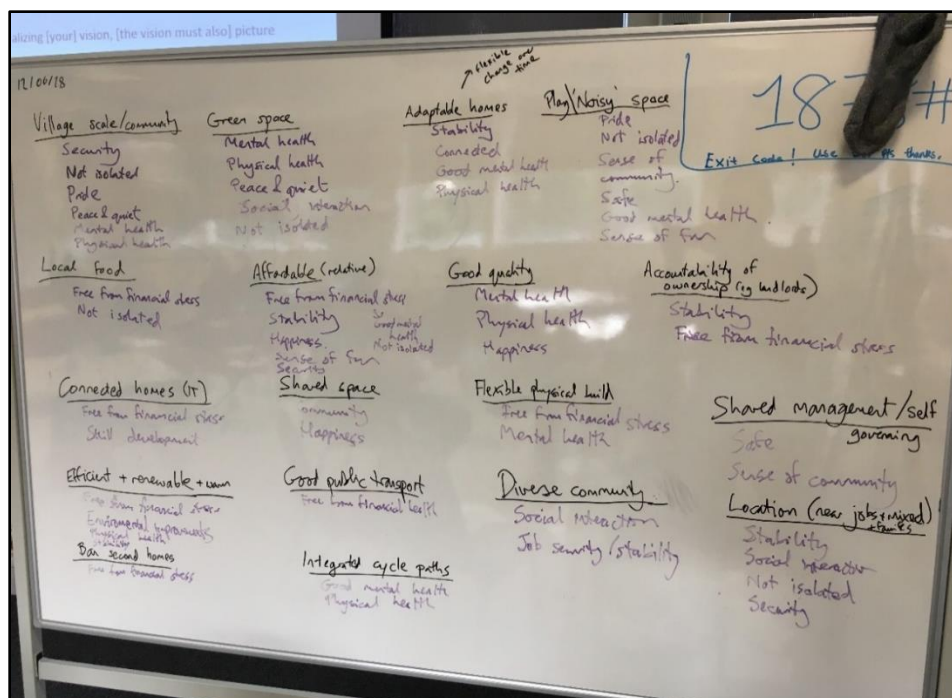 alizing [your] vision, [the vision must also] picture
12/06/18
flexible
change over
time
Village scale/community
Security
Not isolated
Pride
Peace & quiet
Mental health
Physical health
Green space
Mental health
Physical health
Peace & quiet
Social interaction
Not isolated
Adaptable homes
Stability
Connected
Good mental health
Physical health
Play/'Noisy' space
Pride
Not isolated
Sense of
community.
Safe
Good mental health.
Sense of fun
187 #
Exit code! Use thanks.
Local food
Free from financial stress
Not isolated
Affordable (relative)
Free from financial stress
Stability
Happiness.
Sense of fun
Security
Good mental
health
Not isolated
Good quality
Mental health
Physical health
Happiness
Accountability of
ownership (eg landlords)
Stability
Free from financial stress
Connected homes (IT)
Free from financial stress
Skill development
Shared space
ommunity
Happiness
Flexible physical build
Free from financial stress
Mental health
Shared management/self
governing
Safe
Sense of community
Efficient + renewable + warm
Free from financial stress
Environmental improvements
Physical health
Ban second homes
Free from financial stress
Good public transport
Free from financial health
Integrated cycle paths
Good mental health
Physical health
Diverse community
Social interaction
Job security/stability
Location (near jobs + mixed
+ families
Stability
Social interaction
Not isolated
Security